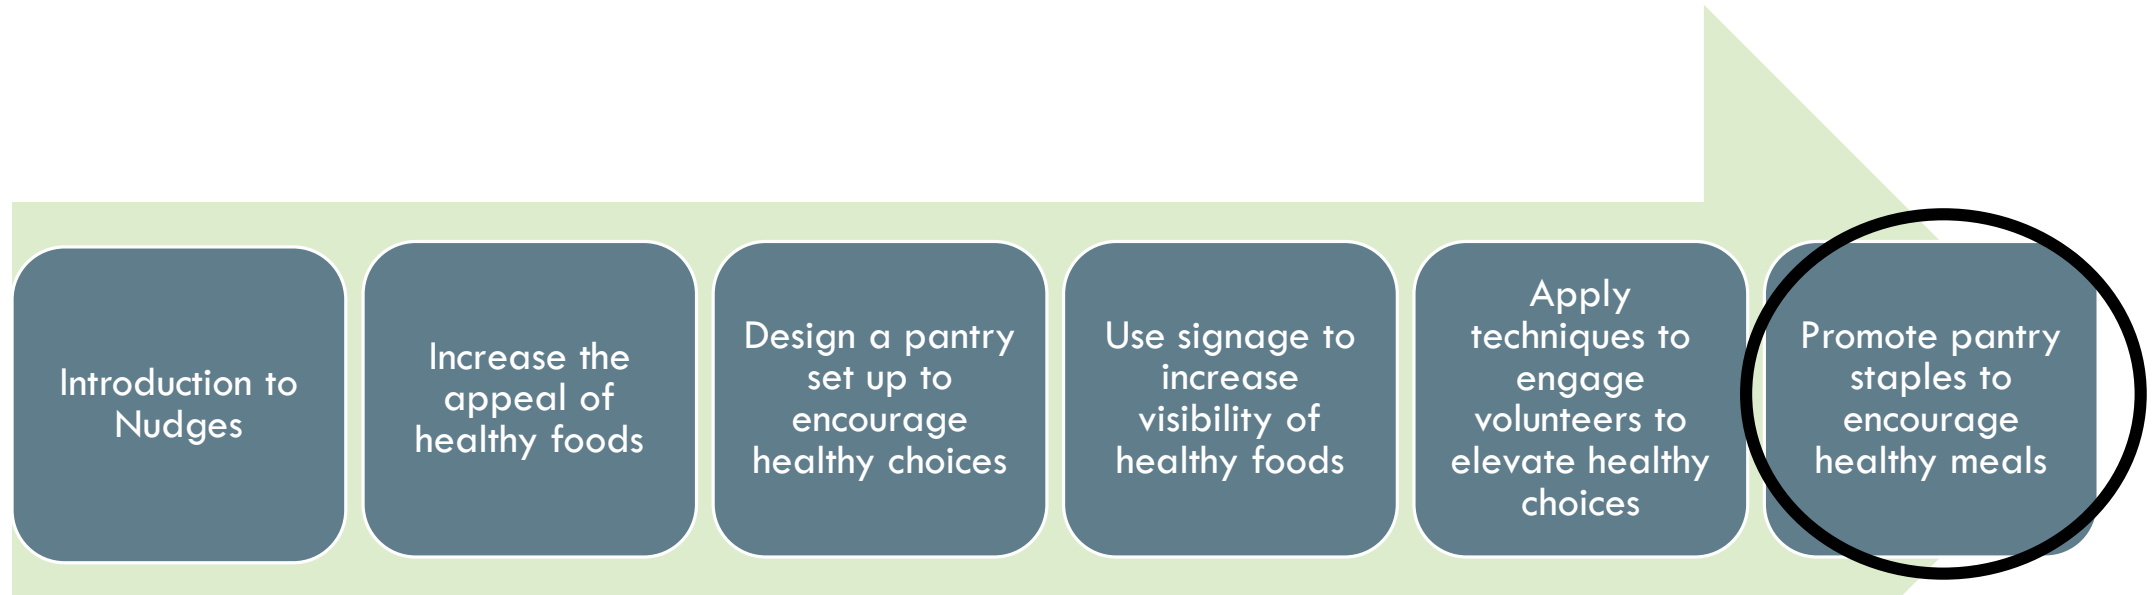 Introduction to
Nudges
Increase the
appeal of
healthy foods
Design a pantry
set up to
encourage
healthy choices
Use signage to
increase
visibility of
healthy foods
Apply
techniques to
engage
volunteers to
elevate healthy
choices
Promote pantry
staples to
encourage
healthy meals